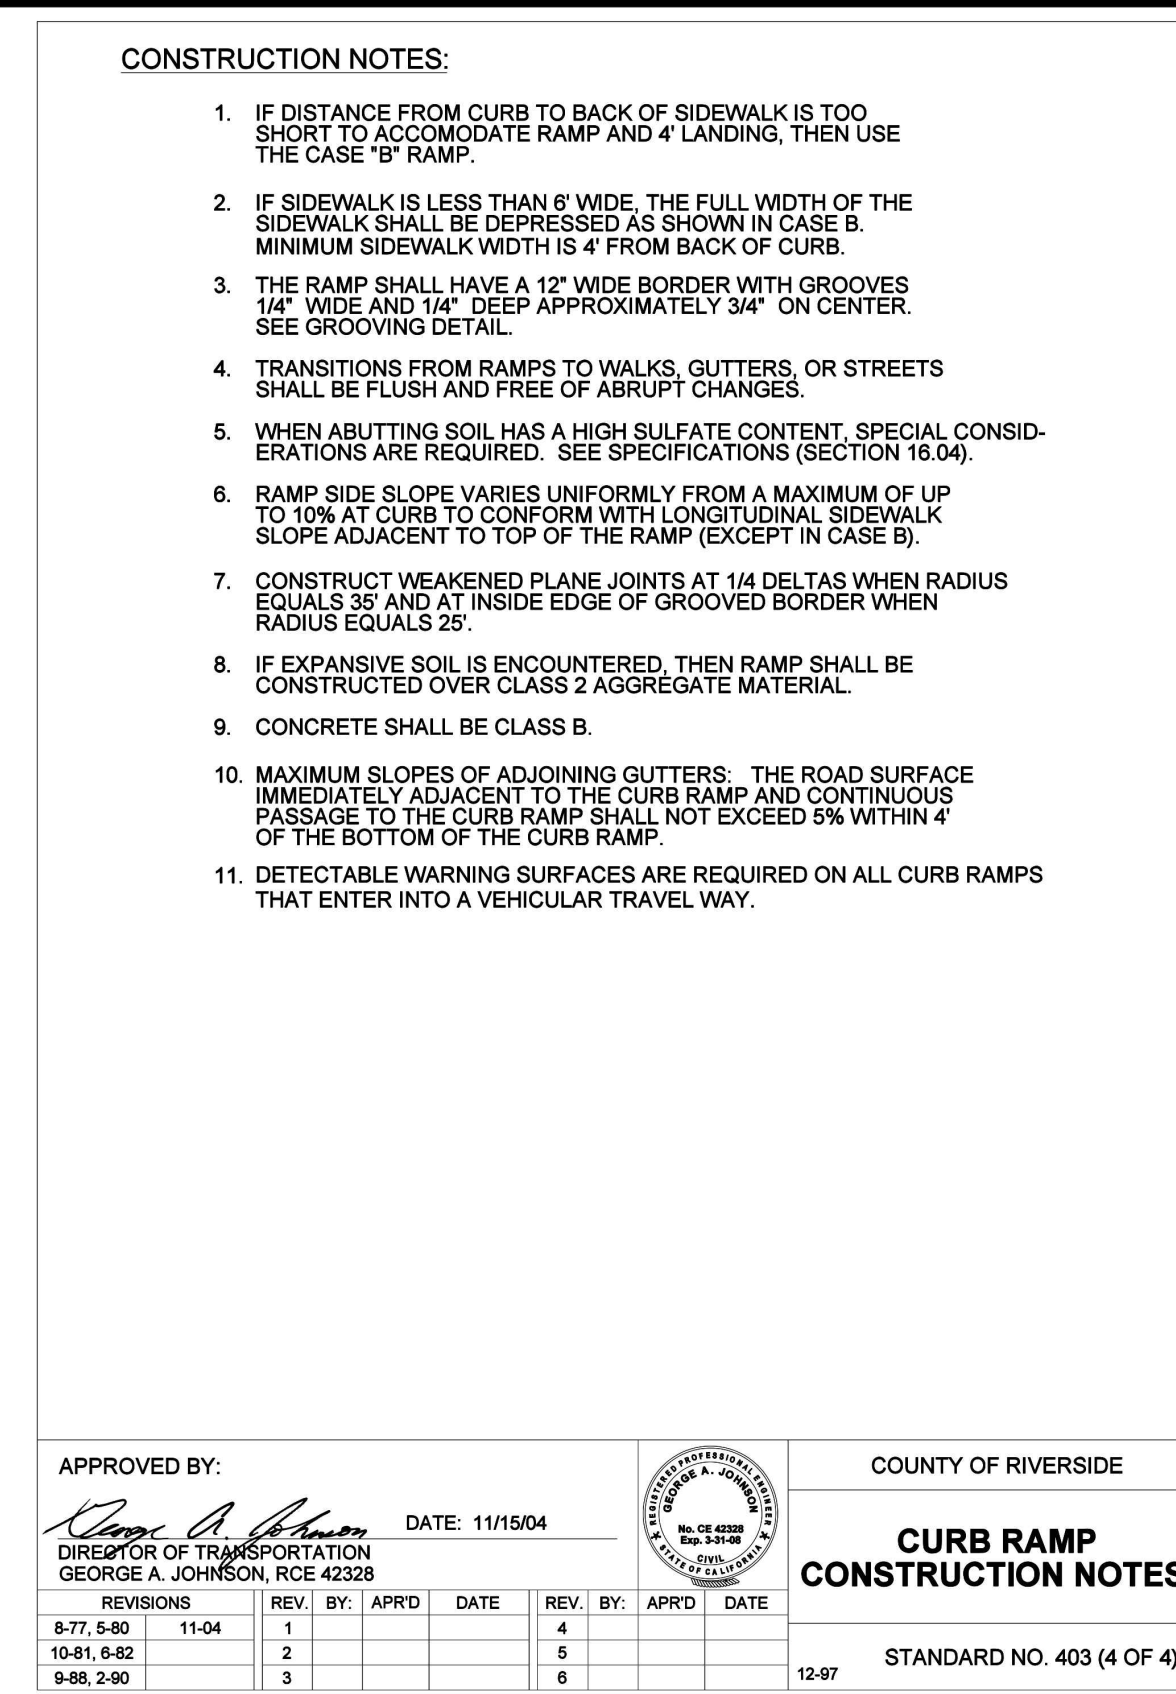 CONSTRUCTION NOTES:
1. IF DISTANCE FROM CURB TO BACK OF SIDEWALK IS TOO
SHORT TO ACCOMODATE RAMP AND 4' LANDING, THEN USE
THE CASE "B" RAMP.
2. IF SIDEWALK IS LESS THAN 6' WIDE, THE FULL WIDTH OF THE
SIDEWALK SHALL BE DEPRESSED AS SHOWN IN CASE B.
MINIMUM SIDEWALK WIDTH IS 4' FROM BACK OF CURB.
3. THE RAMP SHALL HAVE A 12" WIDE BORDER WITH GROOVES
1/4" WIDE AND 1/4" DEEP APPROXIMATELY 3/4" ON CENTER.
SEE GROOVING DETAIL.
4. TRANSITIONS FROM RAMPS TO WALKS, GUTTERS, OR STREETS
SHALL BE FLUSH AND FREE OF ABRUPT CHANGES.
5. WHEN ABUTTING SOIL HAS A HIGH SULFATE CONTENT, SPECIAL CONSID-
ERATIONS ARE REQUIRED. SEE SPECIFICATIONS (SECTION 16.04).
6. RAMP SIDE SLOPE VARIES UNIFORMLY FROM A MAXIMUM OF UP
TO 10% AT CURB TO CONFORM WITH LONGITUDINAL SIDEWALK
SLOPE ADJACENT TO TOP OF THE RAMP (EXCEPT IN CASE B).
7. CONSTRUCT WEAKENED PLANE JOINTS AT 1/4 DELTAS WHEN RADIUS
EQUALS 35' AND AT INSIDE EDGE OF GROOVED BORDER WHEN
RADIUS EQUALS 25'.
8. IF EXPANSIVE SOIL IS ENCOUNTERED, THEN RAMP SHALL BE
CONSTRUCTED OVER CLASS 2 AGGREGATE MATERIAL.
9. CONCRETE SHALL BE CLASS B.
10. MAXIMUM SLOPES OF ADJOINING GUTTERS: THE ROAD SURFACE
IMMEDIATELY ADJACENT TO THE CURB RAMP AND CONTINUOUS
PASSAGE TO THE CURB RAMP SHALL NOT EXCEED 5% WITHIN 4'
OF THE BOTTOM OF THE CURB RAMP.
11. DETECTABLE WARNING SURFACES ARE REQUIRED ON ALL CURB RAMPS
THAT ENTER INTO A VEHICULAR TRAVEL WAY.
APPROVED BY:
George A. Johnson
DATE: 11/15/04
DIRECTOR OF TRANSPORTATION
GEORGE A. JOHNSON, RCE 42328
REGISTERED PROFESSIONAL ENGINEER
GEORGE A. JOHNSON
No. CE 42328
Exp. 3-31-08
CIVIL
STATE OF CALIFORNIA
COUNTY OF RIVERSIDE
CURB RAMP
CONSTRUCTION NOTES
REVISIONS REV. BY: APR'D DATE REV. BY: APR'D DATE
8-77, 5-80 11-04 1 4
10-81, 6-82 2 5
9-88, 2-90 3 6
12-97
STANDARD NO. 403 (4 OF 4)